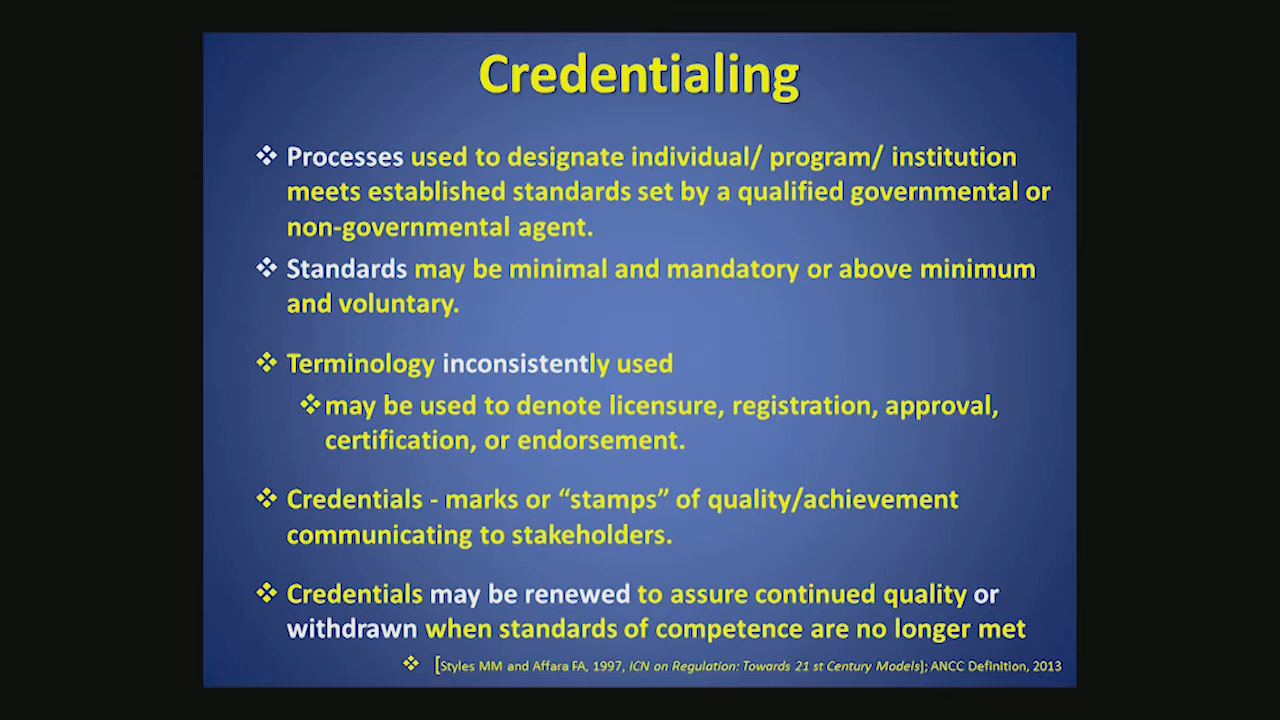 Credentialing
❖ Processes used to designate individual/ program/ institution
meets established standards set by a qualified governmental or
non-governmental agent.
❖ Standards may be minimal and mandatory or above minimum
and voluntary.
❖ Terminology inconsistently used
❖may be used to denote licensure, registration, approval,
certification, or endorsement.
❖ Credentials - marks or “stamps” of quality/achievement
communicating to stakeholders.
❖ Credentials may be renewed to assure continued quality or
withdrawn when standards of competence are no longer met
❖ [Styles MM and Affara FA, 1997, ICN on Regulation: Towards 21 st Century Models]; ANCC Definition, 2013